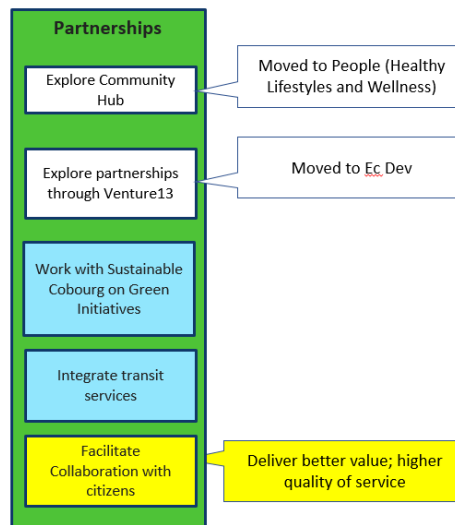 Partnerships
Explore Community
Hub
Moved to People (Healthy
Lifestyles and Wellness)
Explore partnerships
through Venture13
Moved to Ec Dev
Work with Sustainable
Cobourg on Green
Initiatives
Integrate transit
services
Facilitate
Collaboration with
citizens
Deliver better value; higher
quality of service